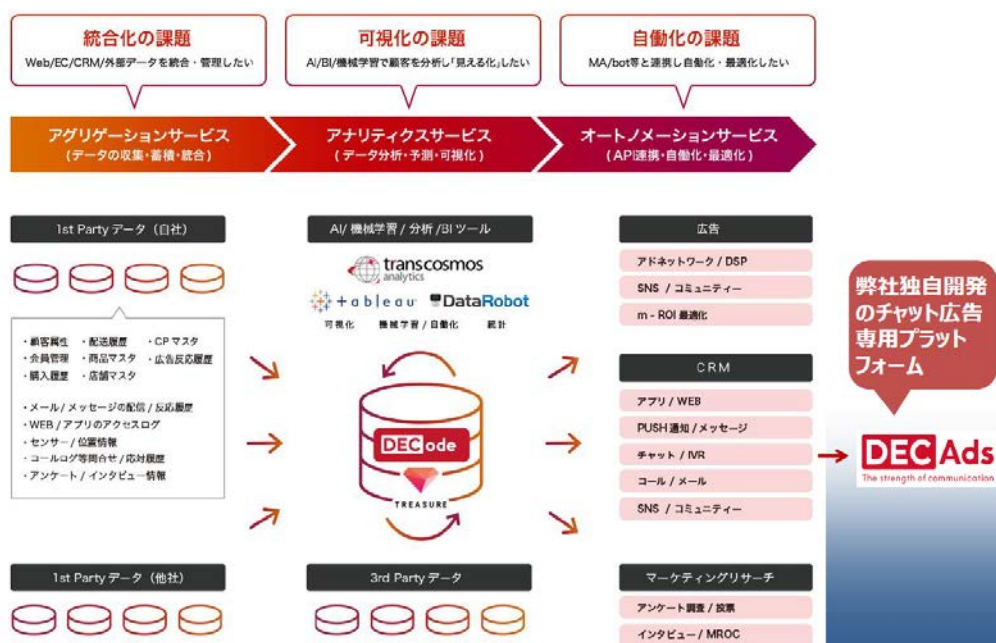 統合化の課題
Web/EC/CRM/外部データを統合・管理したい
可視化の課題
AI/BI/機械学習で顧客を分析し「見える化」したい
自働化の課題
MA/bot等と連携し自働化・最適化したい
アグリゲーションサービス
(データの収集・蓄積・統合)
アナリティクスサービス
(データ分析・予測・可視化)
オートノメーションサービス
(API連携・自働化・最適化)
1st Party データ (自社)
・顧客属性 ・配送履歴 ・CP マスタ
・会員管理 ・商品マスタ ・広告反応履歴
・購入履歴 ・店舗マスタ
・メール / メッセージの配信 / 反応履歴
・WEB / アプリのアクセスログ
・センサー / 位置情報
・コールログ等問合せ / 応対履歴
・アンケート / インタビュー情報
1st Party データ (他社)
AI/ 機械学習 / 分析 /BI ツール
transcosmos
analytics
+ableau
DataRobot
可視化 機械学習 / 自働化 統計
DECode
TREASURE
3rd Party データ
広告
アドネットワーク / DSP
SNS / コミュニティー
m - ROI 最適化
CRM
アプリ / WEB
PUSH 通知 / メッセージ
チャット / IVR
コール / メール
SNS / コミュニティー
マーケティングリサーチ
アンケート調査 / 投票
インタビュー / MROC
弊社独自開発
のチャット広告
専用プラット
フォーム
DECAds
The strength of communication